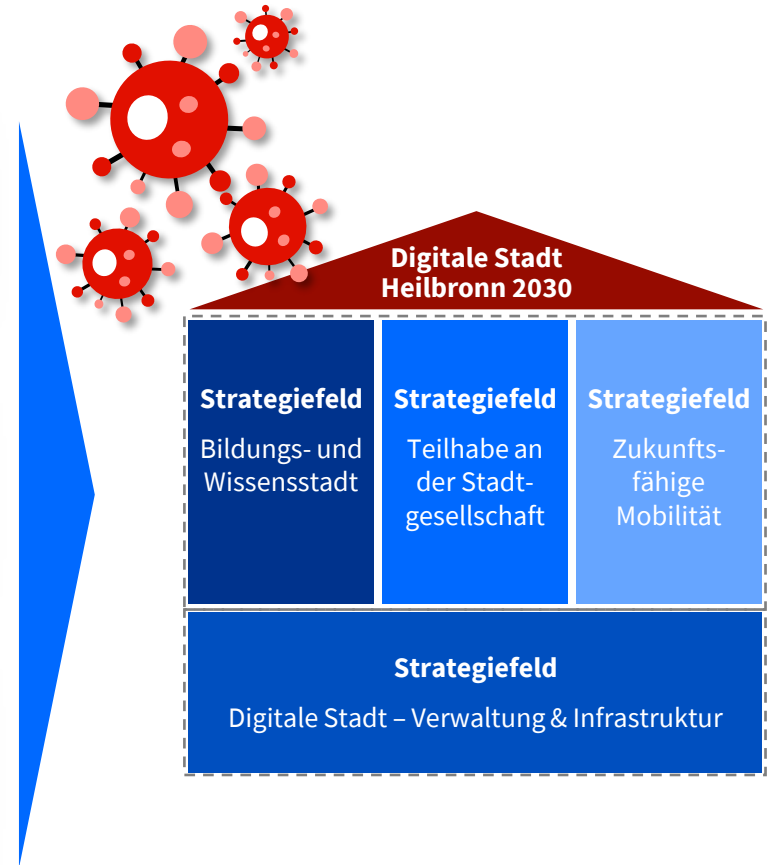 Digitale Stadt
Heilbronn 2030
Strategiefeld
Bildungs- und
Wissensstadt
Strategiefeld
Teilhabe an
der Stadt-
gesellschaft
Strategiefeld
Zukunfts-
fähige
Mobilität
Strategiefeld
Digitale Stadt – Verwaltung & Infrastruktur